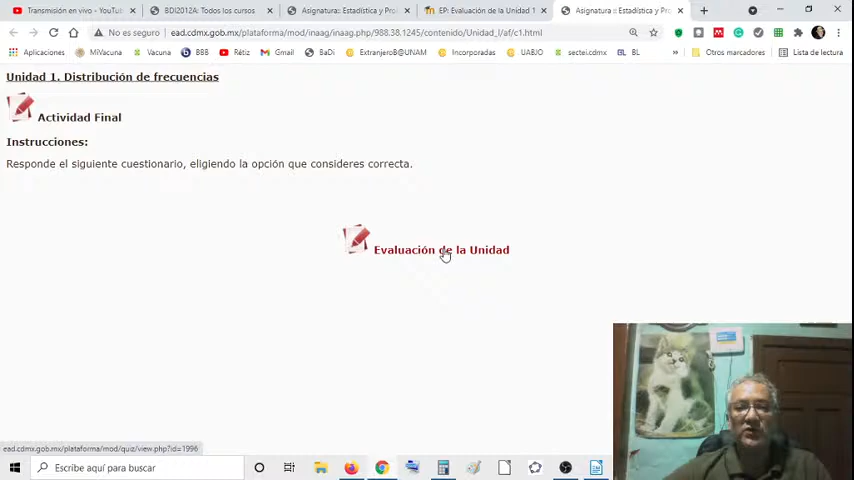 Transmisión en vivo - YouTu
BDI2012A: Todos los cursos
Asignatura:: Estadística y Pro
EP: Evaluación de la Unidad 1
Asignatura :: Estadística y Pro
No es seguro
ead.cdmx.gob.mx/plataforma/mod/inaag/inaag.php/988.38.1245/contenido/Unidad_I/af/c1.html
Aplicaciones
MiVacuna
Vacuna
BBB
Rétiz
Gmail
BaDi
ExtranjeroB@UNAM
Incorporadas
UABJO
sectei.cdmx
BL
BL
»
Otros marcadores
Lista de lectura
Unidad 1. Distribución de frecuencias
Actividad Final
Instrucciones:
Responde el siguiente cuestionario, eligiendo la opción que consideres correcta.
Evaluación de la Unidad
ead.cdmx.gob.mx/plataforma/mod/quiz/view.php?id=1996
Escribe aquí para buscar